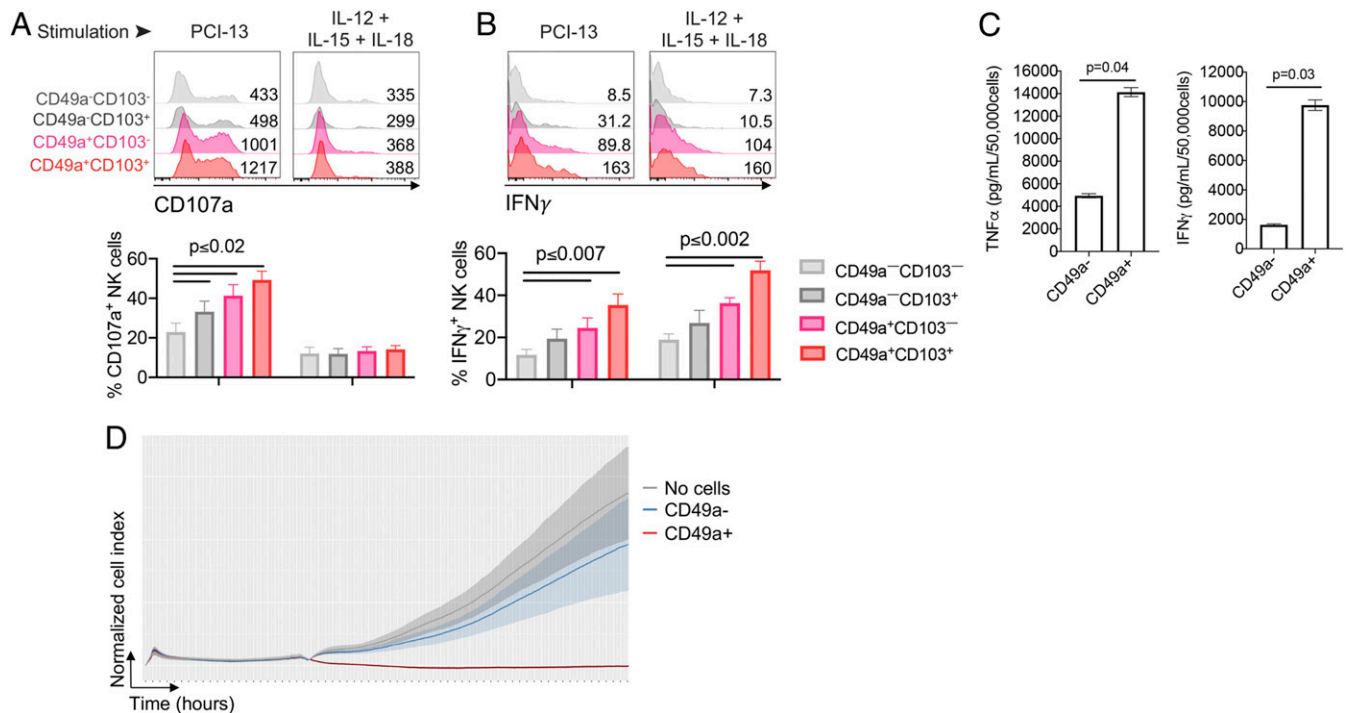 A
Stimulation ➤
PCI-13
IL-12 +
IL-15 + IL-18
CD49a-CD103-
CD49a-CD103+
CD49a+CD103-
CD49a+CD103+
433
498
1001
1217
335
299
368
388
CD107a
% CD107a+ NK cells
60
40
20
0
p≤0.02
B
PCI-13
IL-12 +
IL-15 + IL-18
8.5
31.2
89.8
163
7.3
10.5
104
160
IFNγ
% IFNγ+ NK cells
60
40
20
0
p≤0.007
p≤0.002
CD49a—CD103—
CD49a—CD103+
CD49a+CD103—
CD49a+CD103+
C
TNFα (pg/mL/50,000cells)
16000
14000
12000
10000
8000
6000
4000
2000
0
p=0.04
CD49a-
CD49a+
IFNγ (pg/mL/50,000cells)
12000
10000
8000
6000
4000
2000
0
p=0.03
CD49a-
CD49a+
D
Normalized cell index
Time (hours)
No cells
CD49a-
CD49a+